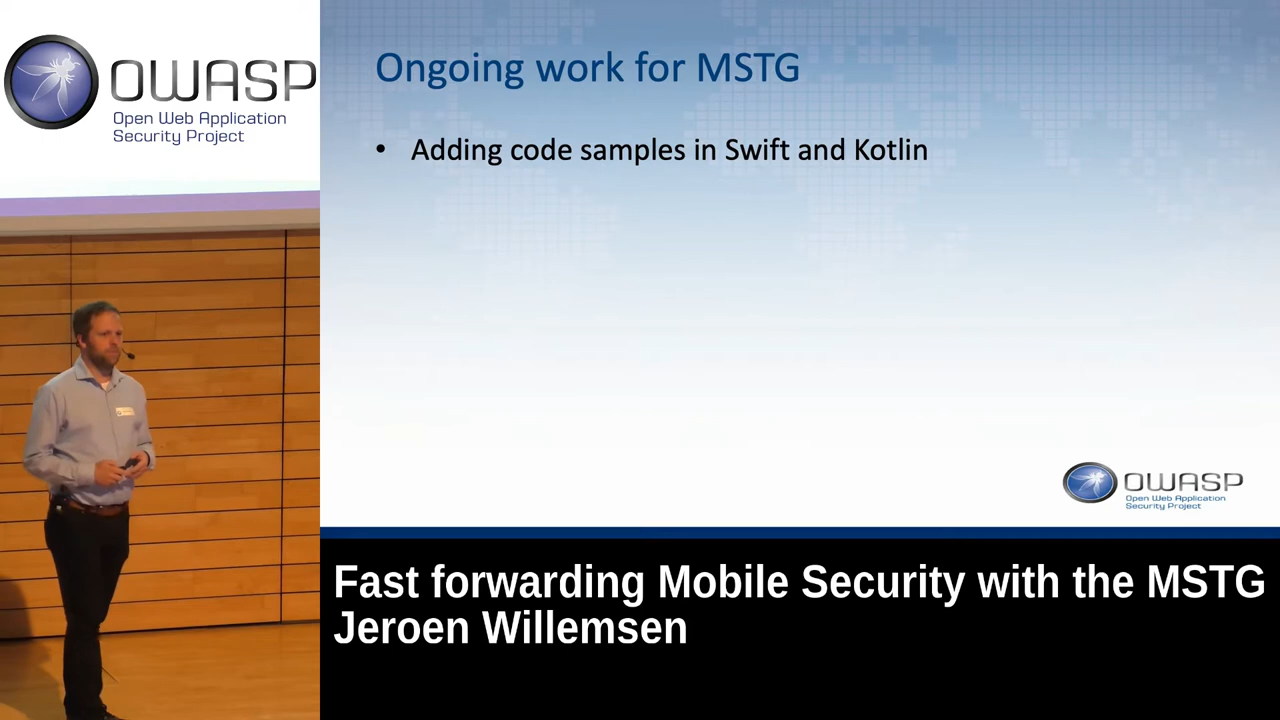 OWASP
Open Web Application
Security Project
Ongoing work for MSTG
• Adding code samples in Swift and Kotlin
OWASP
Open Web Application
Security Project
Fast forwarding Mobile Security with the MSTG
Jeroen Willemsen